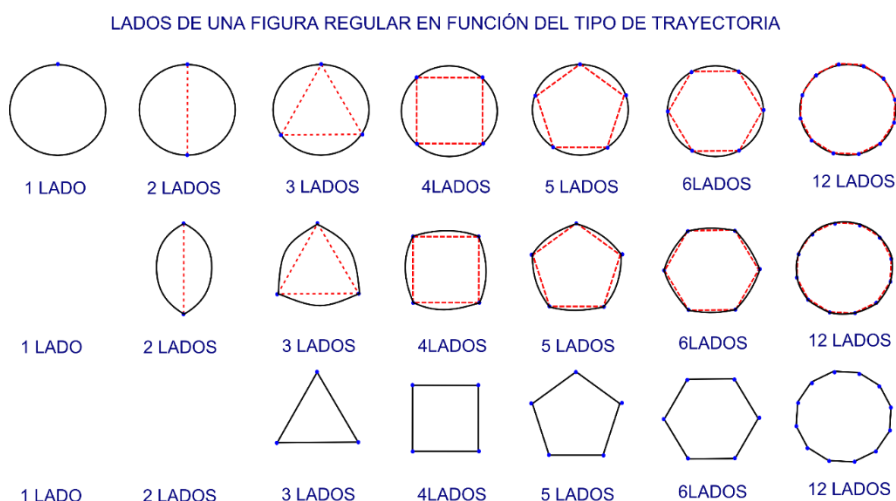 LADOS DE UNA FIGURA REGULAR EN FUNCIÓN DEL TIPO DE TRAYECTORIA
1 LADO 2 LADOS 3 LADOS 4LADOS 5 LADOS 6LADOS 12 LADOS
1 LADO 2 LADOS 3 LADOS 4LADOS 5 LADOS 6LADOS 12 LADOS
1 LADO 2 LADOS 3 LADOS 4LADOS 5 LADOS 6LADOS 12 LADOS